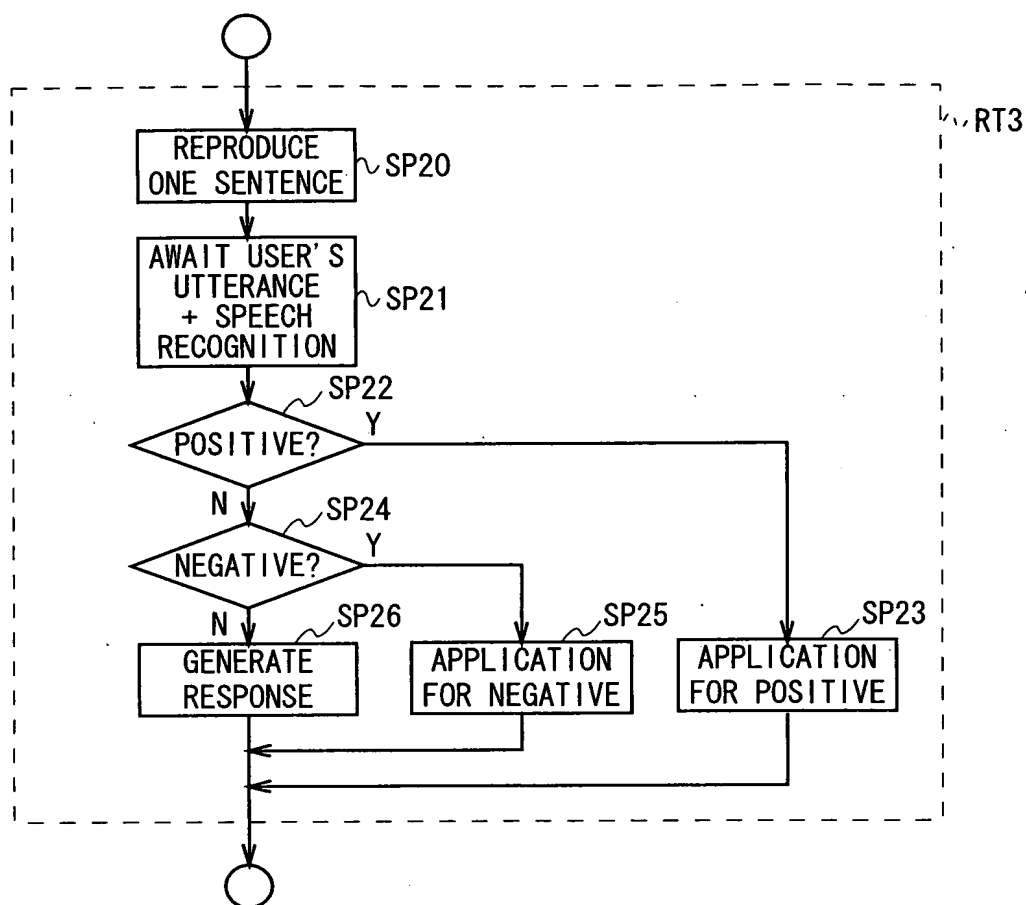 RT3
REPRODUCE
ONE SENTENCE
SP20
AWAIT USER'S
UTTERANCE
+ SPEECH
RECOGNITION
SP21
SP22
POSITIVE?
Y
N
SP24
NEGATIVE?
Y
N
SP26
GENERATE
RESPONSE
SP25
APPLICATION
FOR NEGATIVE
SP23
APPLICATION
FOR POSITIVE